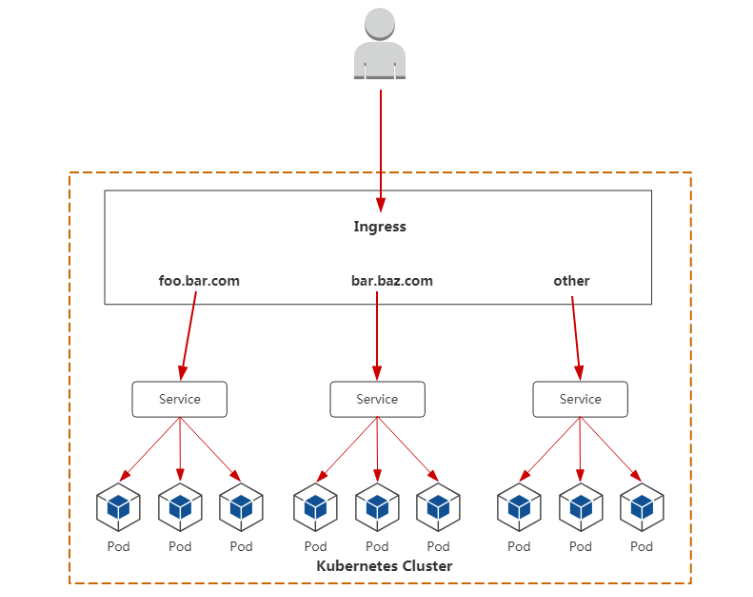 Ingress
foo.bar.com
bar.baz.com
other
Service
Service
Service
Pod
Pod
Pod
Pod
Pod
Pod
Pod
Pod
Pod
Kubernetes Cluster